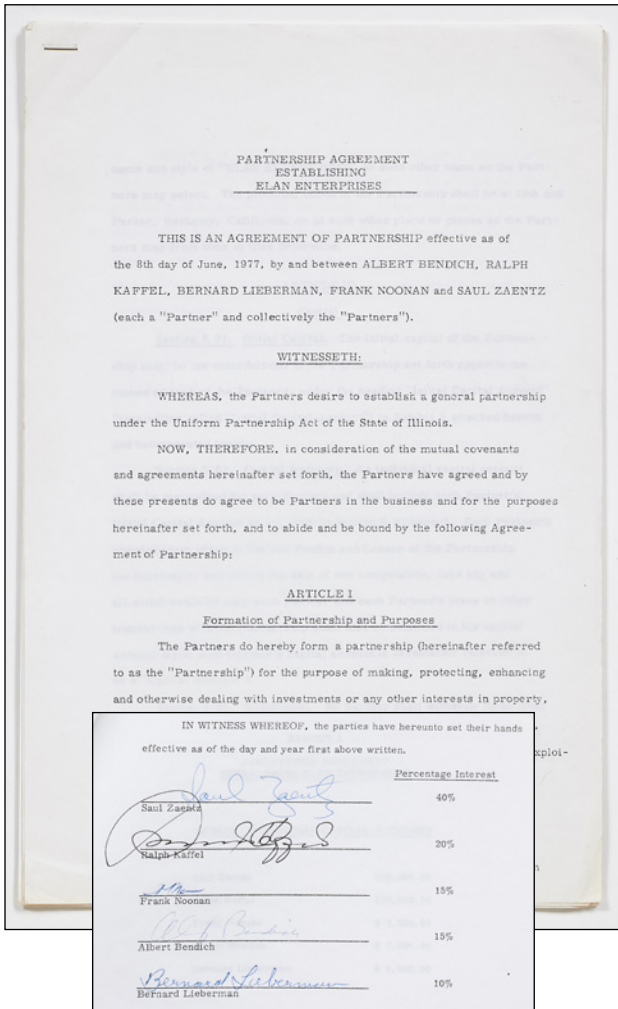 PARTNERSHIP AGREEMENT
ESTABLISHING
ELAN ENTERPRISES
THIS IS AN AGREEMENT OF PARTNERSHIP effective as of
the 8th day of June, 1977, by and between ALBERT BENDICH, RALPH
KAFFEL, BERNARD LIEBERMAN, FRANK NOONAN and SAUL ZAENTZ
(each a "Partner" and collectively the "Partners").
WITNESSETH:
WHEREAS, the Partners desire to establish a general partnership
under the Uniform Partnership Act of the State of Illinois.
NOW, THEREFORE, in consideration of the mutual covenants
and agreements hereinafter set forth, the Partners have agreed and by
these presents do agree to be Partners in the business and for the purposes
hereinafter set forth, and to abide and be bound by the following Agree-
ment of Partnership:
ARTICLE I
Formation of Partnership and Purposes
The Partners do hereby form a partnership (hereinafter referred
to as the "Partnership") for the purpose of making, protecting, enhancing
and otherwise dealing with investments or any other interests in property,
xploi-
IN WITNESS WHEREOF, the parties have hereunto set their hands
effective as of the day and year first above written.
Percentage Interest
Saul Zaentz
Saul Zaentz 40%
Ralph Kaffel 20%
Frank Noonan 15%
Bendich
Albert Bendich 15%
Bernard Lieberman
Bernard Lieberman 10%